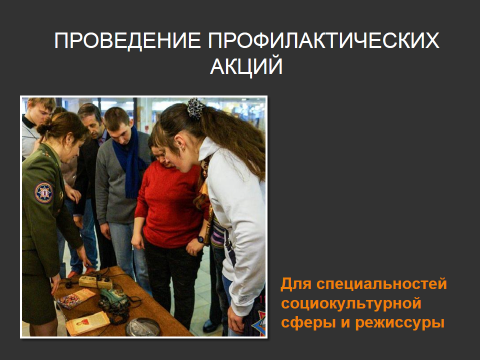 ПРОВЕДЕНИЕ ПРОФИЛАКТИЧЕСКИХ
АКЦИЙ
Для специальностей
социокультурной
сферы и режиссуры